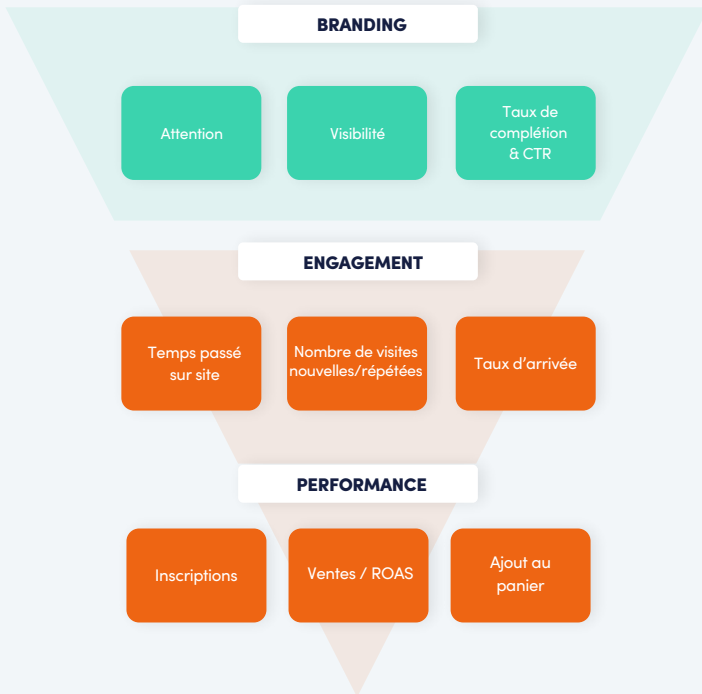 BRANDING
Attention
Visibilité
Taux de
complétion
& CTR
ENGAGEMENT
Temps passé
sur site
Nombre de visites
nouvelles/répétées
Taux d’arrivée
PERFORMANCE
Inscriptions
Ventes / ROAS
Ajout au
panier